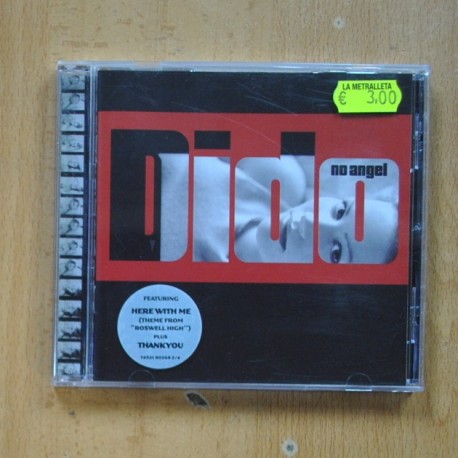 LA METRALLETA
€ 3,00
Dido
no angel
FEATURING
HERE WITH ME
(THEME FROM
"ROSWELL HIGH")
PLUS
THANKYOU